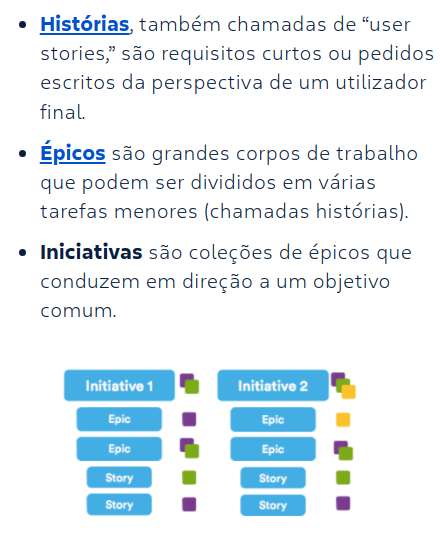 Histórias, também chamadas de “user
stories,” são requisitos curtos ou pedidos
escritos da perspectiva de um utilizador
final.
Épicos são grandes corpos de trabalho
que podem ser divididos em várias
tarefas menores (chamadas histórias).
Iniciativas são coleções de épicos que
conduzem em direção a um objetivo
comum.
Initiative 1
Epic
Epic
Story
Story
Initiative 2
Epic
Epic
Story
Story